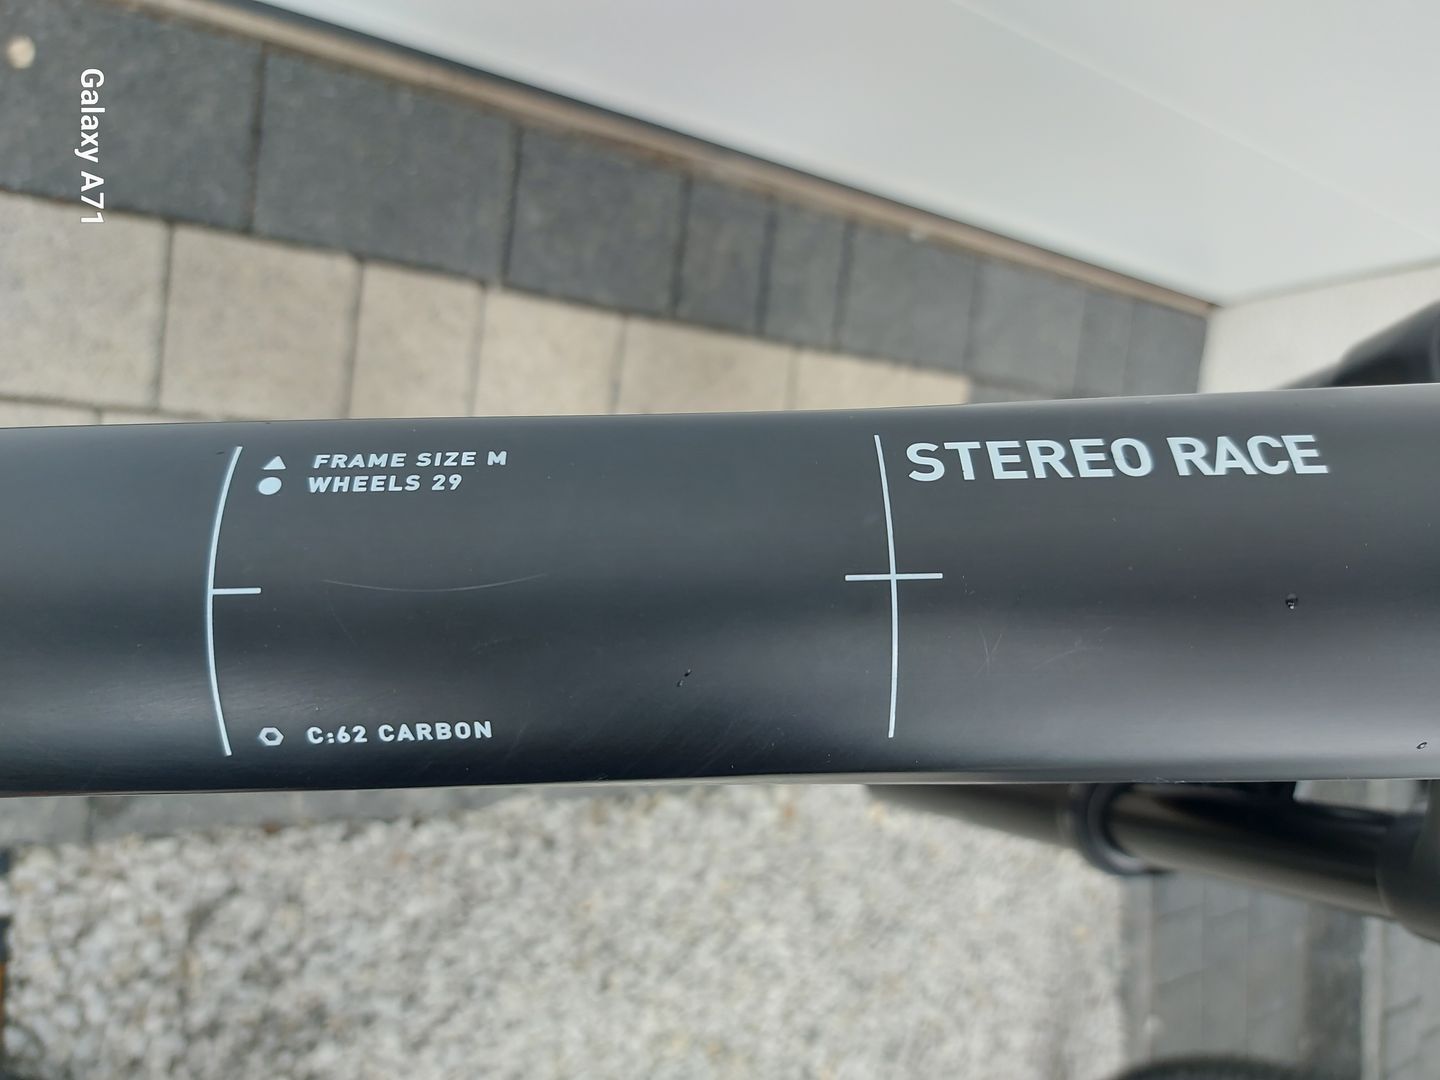 FRAME SIZE M
WHEELS 29
C:62 CARBON
STEREO RACE
Galaxy A71